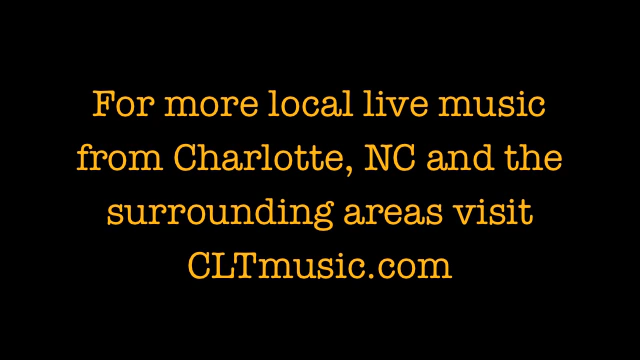 For more local live music
from Charlotte, NC and the
surrounding areas visit
CLTmusic.com